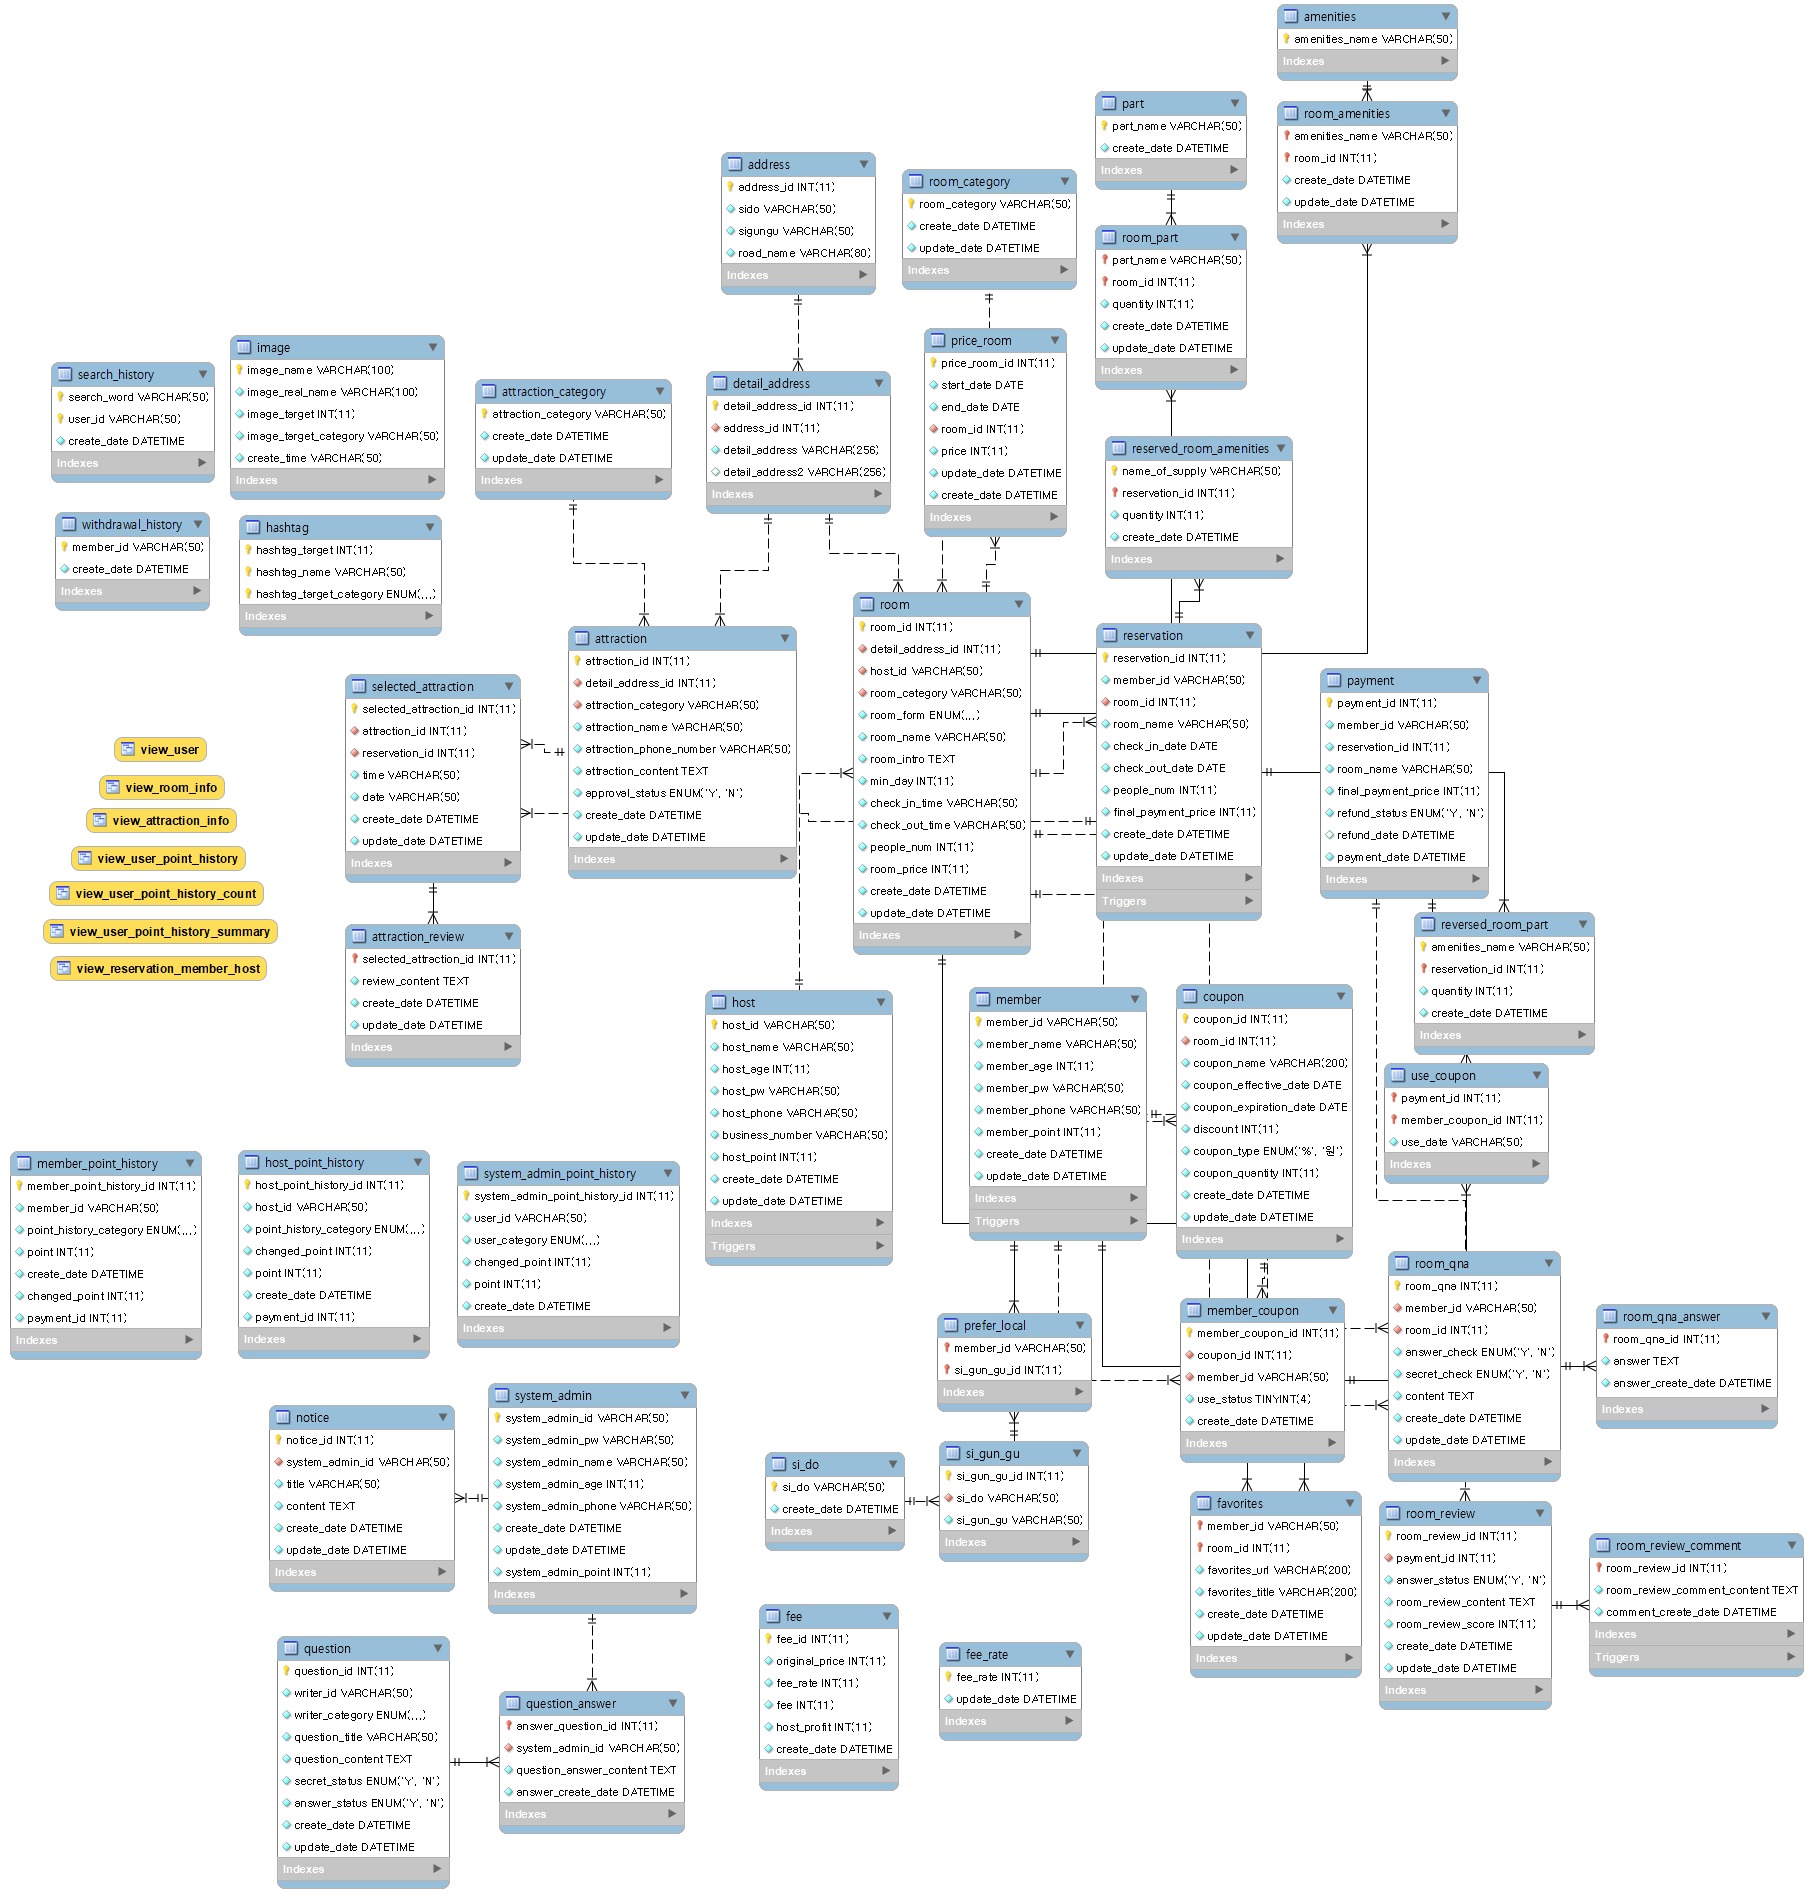 amenities
amenities_name VARCHAR(50)
Indexes
part
part_name VARCHAR(50)
create_date DATETIME
Indexes
room_amenities
amenities_name VARCHAR(50)
room_id INT(11)
create_date DATETIME
update_date DATETIME
Indexes
address
address_id INT(11)
sido VARCHAR(50)
sigungu VARCHAR(50)
road_name VARCHAR(80)
Indexes
room_category
room_category VARCHAR(50)
create_date DATETIME
update_date DATETIME
Indexes
room_part
part_name VARCHAR(50)
room_id INT(11)
quantity INT(11)
create_date DATETIME
update_date DATETIME
Indexes
search_history
search_word VARCHAR(50)
user_id VARCHAR(50)
create_date DATETIME
Indexes
image
image_name VARCHAR(100)
image_real_name VARCHAR(100)
image_target INT(11)
image_target_category VARCHAR(50)
create_time VARCHAR(50)
Indexes
attraction_category
attraction_category VARCHAR(50)
create_date DATETIME
update_date DATETIME
Indexes
detail_address
detail_address_id INT(11)
address_id INT(11)
detail_address VARCHAR(256)
detail_address2 VARCHAR(256)
Indexes
price_room
price_room_id INT(11)
start_date DATE
end_date DATE
room_id INT(11)
price INT(11)
update_date DATETIME
create_date DATETIME
Indexes
reserved_room_amenities
name_of_supply VARCHAR(50)
reservation_id INT(11)
quantity INT(11)
create_date DATETIME
Indexes
withdrawal_history
member_id VARCHAR(50)
create_date DATETIME
Indexes
hashtag
hashtag_target INT(11)
hashtag_name VARCHAR(50)
hashtag_target_category ENUM(,,,)
Indexes
selected_attraction
selected_attraction_id INT(11)
attraction_id INT(11)
reservation_id INT(11)
time VARCHAR(50)
date VARCHAR(50)
create_date DATETIME
update_date DATETIME
Indexes
attraction
attraction_id INT(11)
detail_address_id INT(11)
attraction_category VARCHAR(50)
attraction_name VARCHAR(50)
attraction_phone_number VARCHAR(50)
attraction_content TEXT
approval_status ENUM('Y', 'N')
create_date DATETIME
update_date DATETIME
Indexes
room
room_id INT(11)
detail_address_id INT(11)
host_id VARCHAR(50)
room_category VARCHAR(50)
room_form ENUM(,,,)
room_name VARCHAR(50)
room_intro TEXT
min_day INT(11)
check_in_time VARCHAR(50)
check_out_time VARCHAR(50)
people_num INT(11)
room_price INT(11)
create_date DATETIME
update_date DATETIME
Indexes
reservation
reservation_id INT(11)
member_id VARCHAR(50)
room_id INT(11)
room_name VARCHAR(50)
check_in_date DATE
check_out_date DATE
people_num INT(11)
final_payment_price INT(11)
create_date DATETIME
update_date DATETIME
Indexes
Triggers
payment
payment_id INT(11)
member_id VARCHAR(50)
reservation_id INT(11)
room_name VARCHAR(50)
final_payment_price INT(11)
refund_status ENUM('Y', 'N')
refund_date DATETIME
payment_date DATETIME
Indexes
view_user
view_room_info
view_attraction_info
view_user_point_history
view_user_point_history_count
view_user_point_history_summary
view_reservation_member_host
attraction_review
selected_attraction_id INT(11)
review_content TEXT
create_date DATETIME
update_date DATETIME
Indexes
host
host_id VARCHAR(50)
host_name VARCHAR(50)
host_age INT(11)
host_pw VARCHAR(50)
host_phone VARCHAR(50)
business_number VARCHAR(50)
host_point INT(11)
create_date DATETIME
update_date DATETIME
Indexes
Triggers
member
member_id VARCHAR(50)
member_name VARCHAR(50)
member_age INT(11)
member_pw VARCHAR(50)
member_phone VARCHAR(50)
member_point INT(11)
create_date DATETIME
update_date DATETIME
Indexes
Triggers
coupon
coupon_id INT(11)
room_id INT(11)
coupon_name VARCHAR(200)
coupon_effective_date DATE
coupon_expiration_date DATE
discount INT(11)
coupon_type ENUM('%', '원')
coupon_quantity INT(11)
create_date DATETIME
update_date DATETIME
Indexes
reversed_room_part
amenities_name VARCHAR(50)
reservation_id INT(11)
quantity INT(11)
create_date DATETIME
Indexes
use_coupon
payment_id INT(11)
member_coupon_id INT(11)
use_date VARCHAR(50)
Indexes
member_point_history
member_point_history_id INT(11)
member_id VARCHAR(50)
point_history_category ENUM(,,,)
point INT(11)
create_date DATETIME
changed_point INT(11)
payment_id INT(11)
Indexes
host_point_history
host_point_history_id INT(11)
host_id VARCHAR(50)
point_history_category ENUM(,,,)
changed_point INT(11)
point INT(11)
create_date DATETIME
payment_id INT(11)
Indexes
system_admin_point_history
system_admin_point_history_id INT(11)
user_id VARCHAR(50)
user_category ENUM(,,,)
changed_point INT(11)
point INT(11)
create_date DATETIME
Indexes
prefer_local
member_id VARCHAR(50)
si_gun_gu_id INT(11)
Indexes
member_coupon
member_coupon_id INT(11)
coupon_id INT(11)
member_id VARCHAR(50)
use_status TINYINT(4)
create_date DATETIME
Indexes
room_qna
room_qna INT(11)
member_id VARCHAR(50)
room_id INT(11)
answer_check ENUM('Y', 'N')
secret_check ENUM('Y', 'N')
content TEXT
create_date DATETIME
update_date DATETIME
Indexes
room_qna_answer
room_qna_id INT(11)
answer TEXT
answer_create_date DATETIME
Indexes
notice
notice_id INT(11)
system_admin_id VARCHAR(50)
title VARCHAR(50)
content TEXT
create_date DATETIME
update_date DATETIME
Indexes
system_admin
system_admin_id VARCHAR(50)
system_admin_pw VARCHAR(50)
system_admin_name VARCHAR(50)
system_admin_age INT(11)
system_admin_phone VARCHAR(50)
create_date DATETIME
update_date DATETIME
system_admin_point INT(11)
Indexes
si_do
si_do VARCHAR(50)
create_date DATETIME
Indexes
si_gun_gu
si_gun_gu_id INT(11)
si_do VARCHAR(50)
si_gun_gu VARCHAR(50)
Indexes
favorites
member_id VARCHAR(50)
room_id INT(11)
favorites_url VARCHAR(200)
favorites_title VARCHAR(200)
create_date DATETIME
update_date DATETIME
Indexes
room_review
room_review_id INT(11)
payment_id INT(11)
answer_status ENUM('Y', 'N')
room_review_content TEXT
room_review_score INT(11)
create_date DATETIME
update_date DATETIME
Indexes
room_review_comment
room_review_id INT(11)
room_review_comment_content TEXT
comment_create_date DATETIME
Indexes
Triggers
question
question_id INT(11)
writer_id VARCHAR(50)
writer_category ENUM(,,,)
question_title VARCHAR(50)
question_content TEXT
secret_status ENUM('Y', 'N')
answer_status ENUM('Y', 'N')
create_date DATETIME
update_date DATETIME
Indexes
question_answer
answer_question_id INT(11)
system_admin_id VARCHAR(50)
question_answer_content TEXT
answer_create_date DATETIME
Indexes
fee
fee_id INT(11)
original_price INT(11)
fee_rate INT(11)
fee INT(11)
host_profit INT(11)
create_date DATETIME
Indexes
fee_rate
fee_rate INT(11)
update_date DATETIME
Indexes